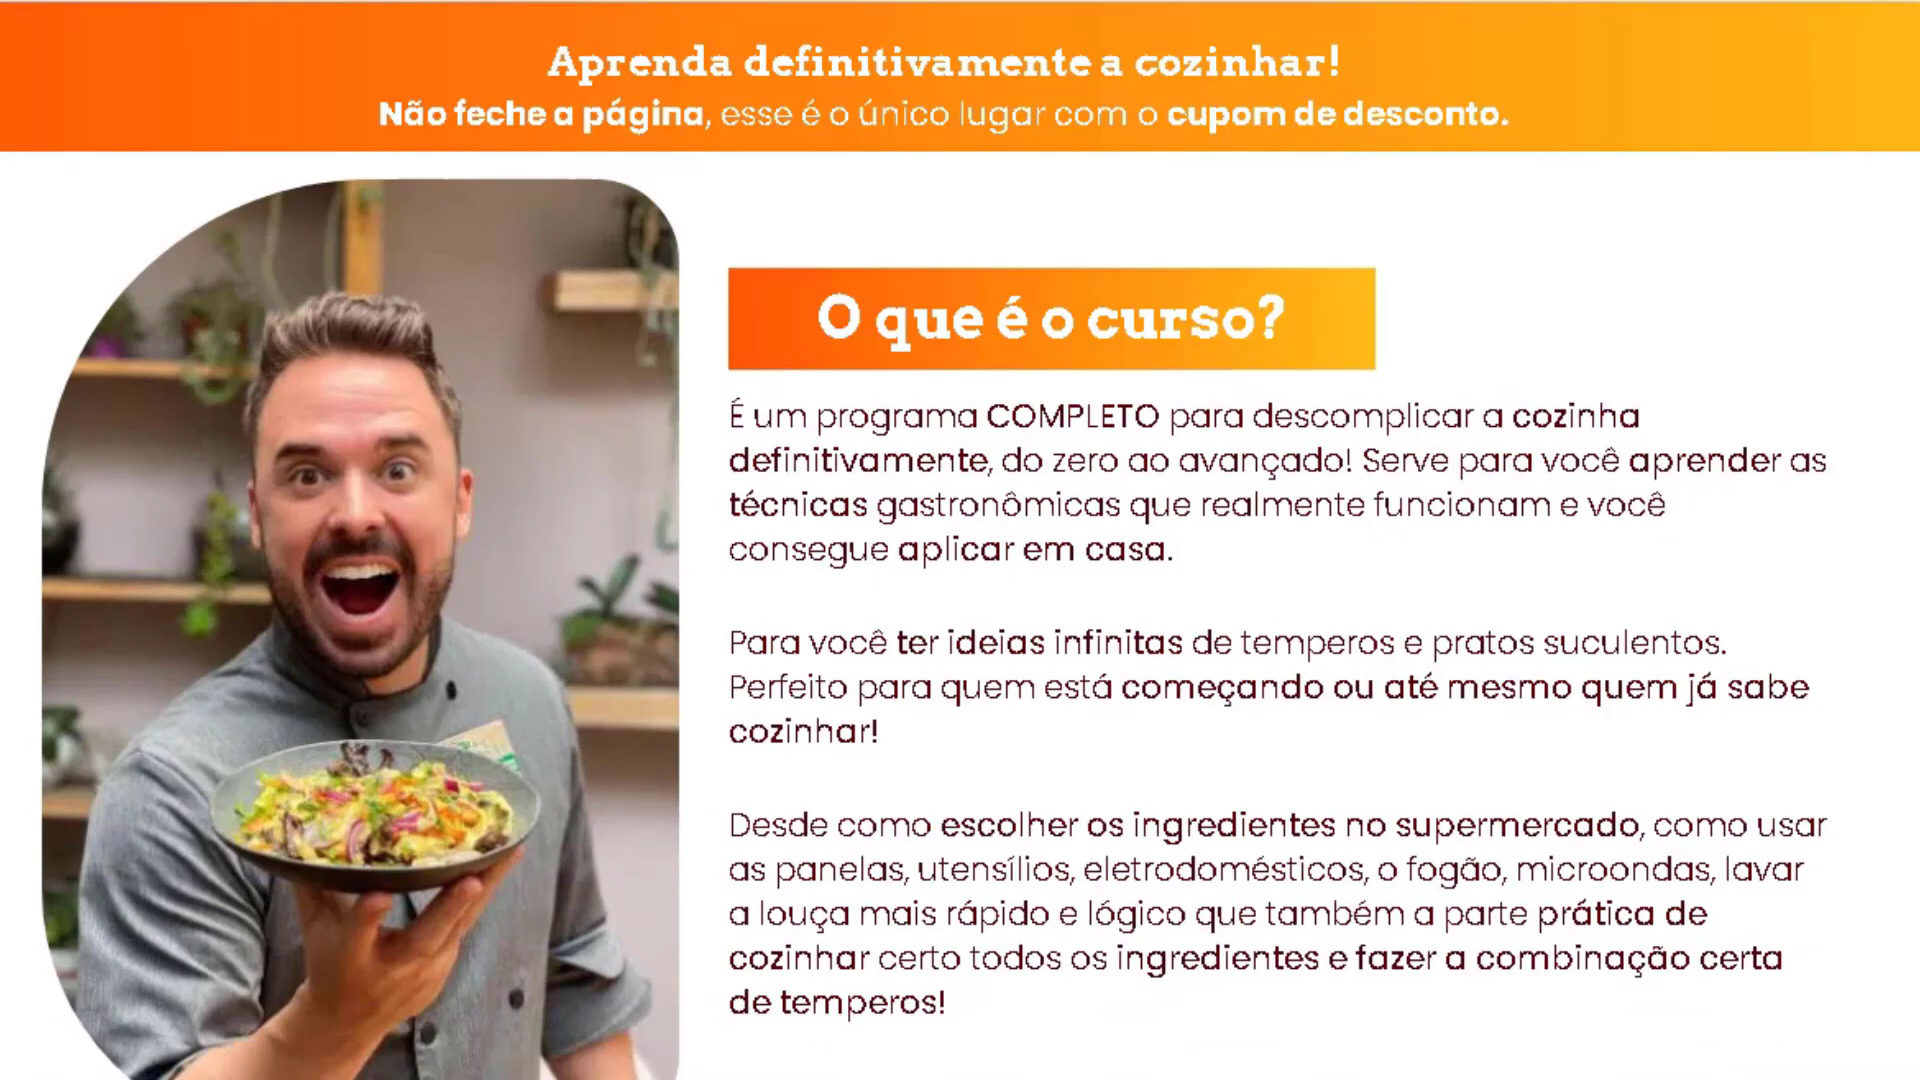 Aprenda definitivamente a cozinhar!
Não feche a página, esse é o único lugar com o cupom de desconto.
O que é o curso?
É um programa COMPLETO para descomplicar a cozinha
definitivamente, do zero ao avançado! Serve para você aprender as
técnicas gastronômicas que realmente funcionam e você
consegue aplicar em casa.
Para você ter ideias infinitas de temperos e pratos suculentos.
Perfeito para quem está começando ou até mesmo quem já sabe
cozinhar!
Desde como escolher os ingredientes no supermercado, como usar
as panelas, utensílios, eletrodomésticos, o fogão, microondas, lavar
a louça mais rápido e lógico que também a parte prática de
cozinhar certo todos os ingredientes e fazer a combinação certa
de temperos!